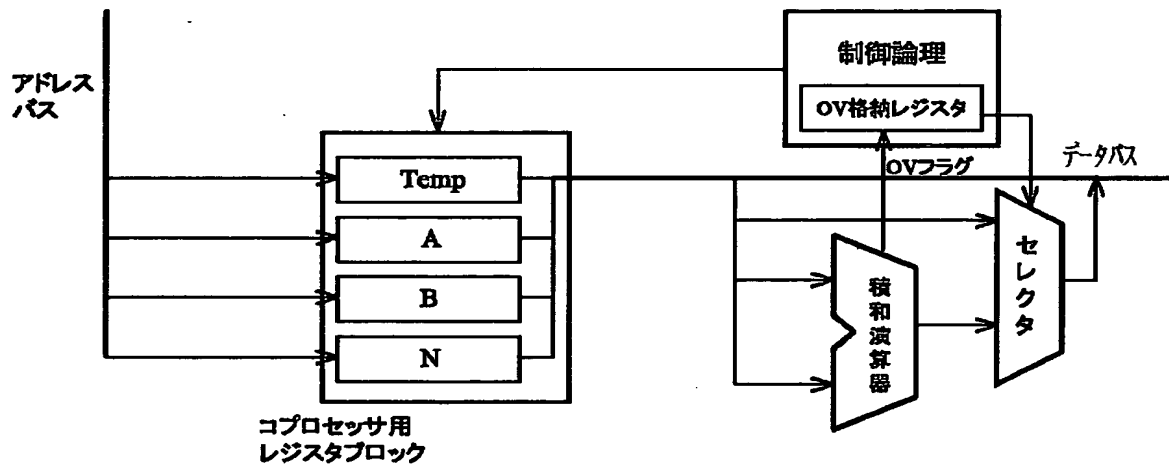 アドレス
バス
制御論理
OV格納レジスタ
OVフラグ
データバス
Temp
A
B
N
積和演算器
セレクタ
コプロセッサ用
レジスタブロック